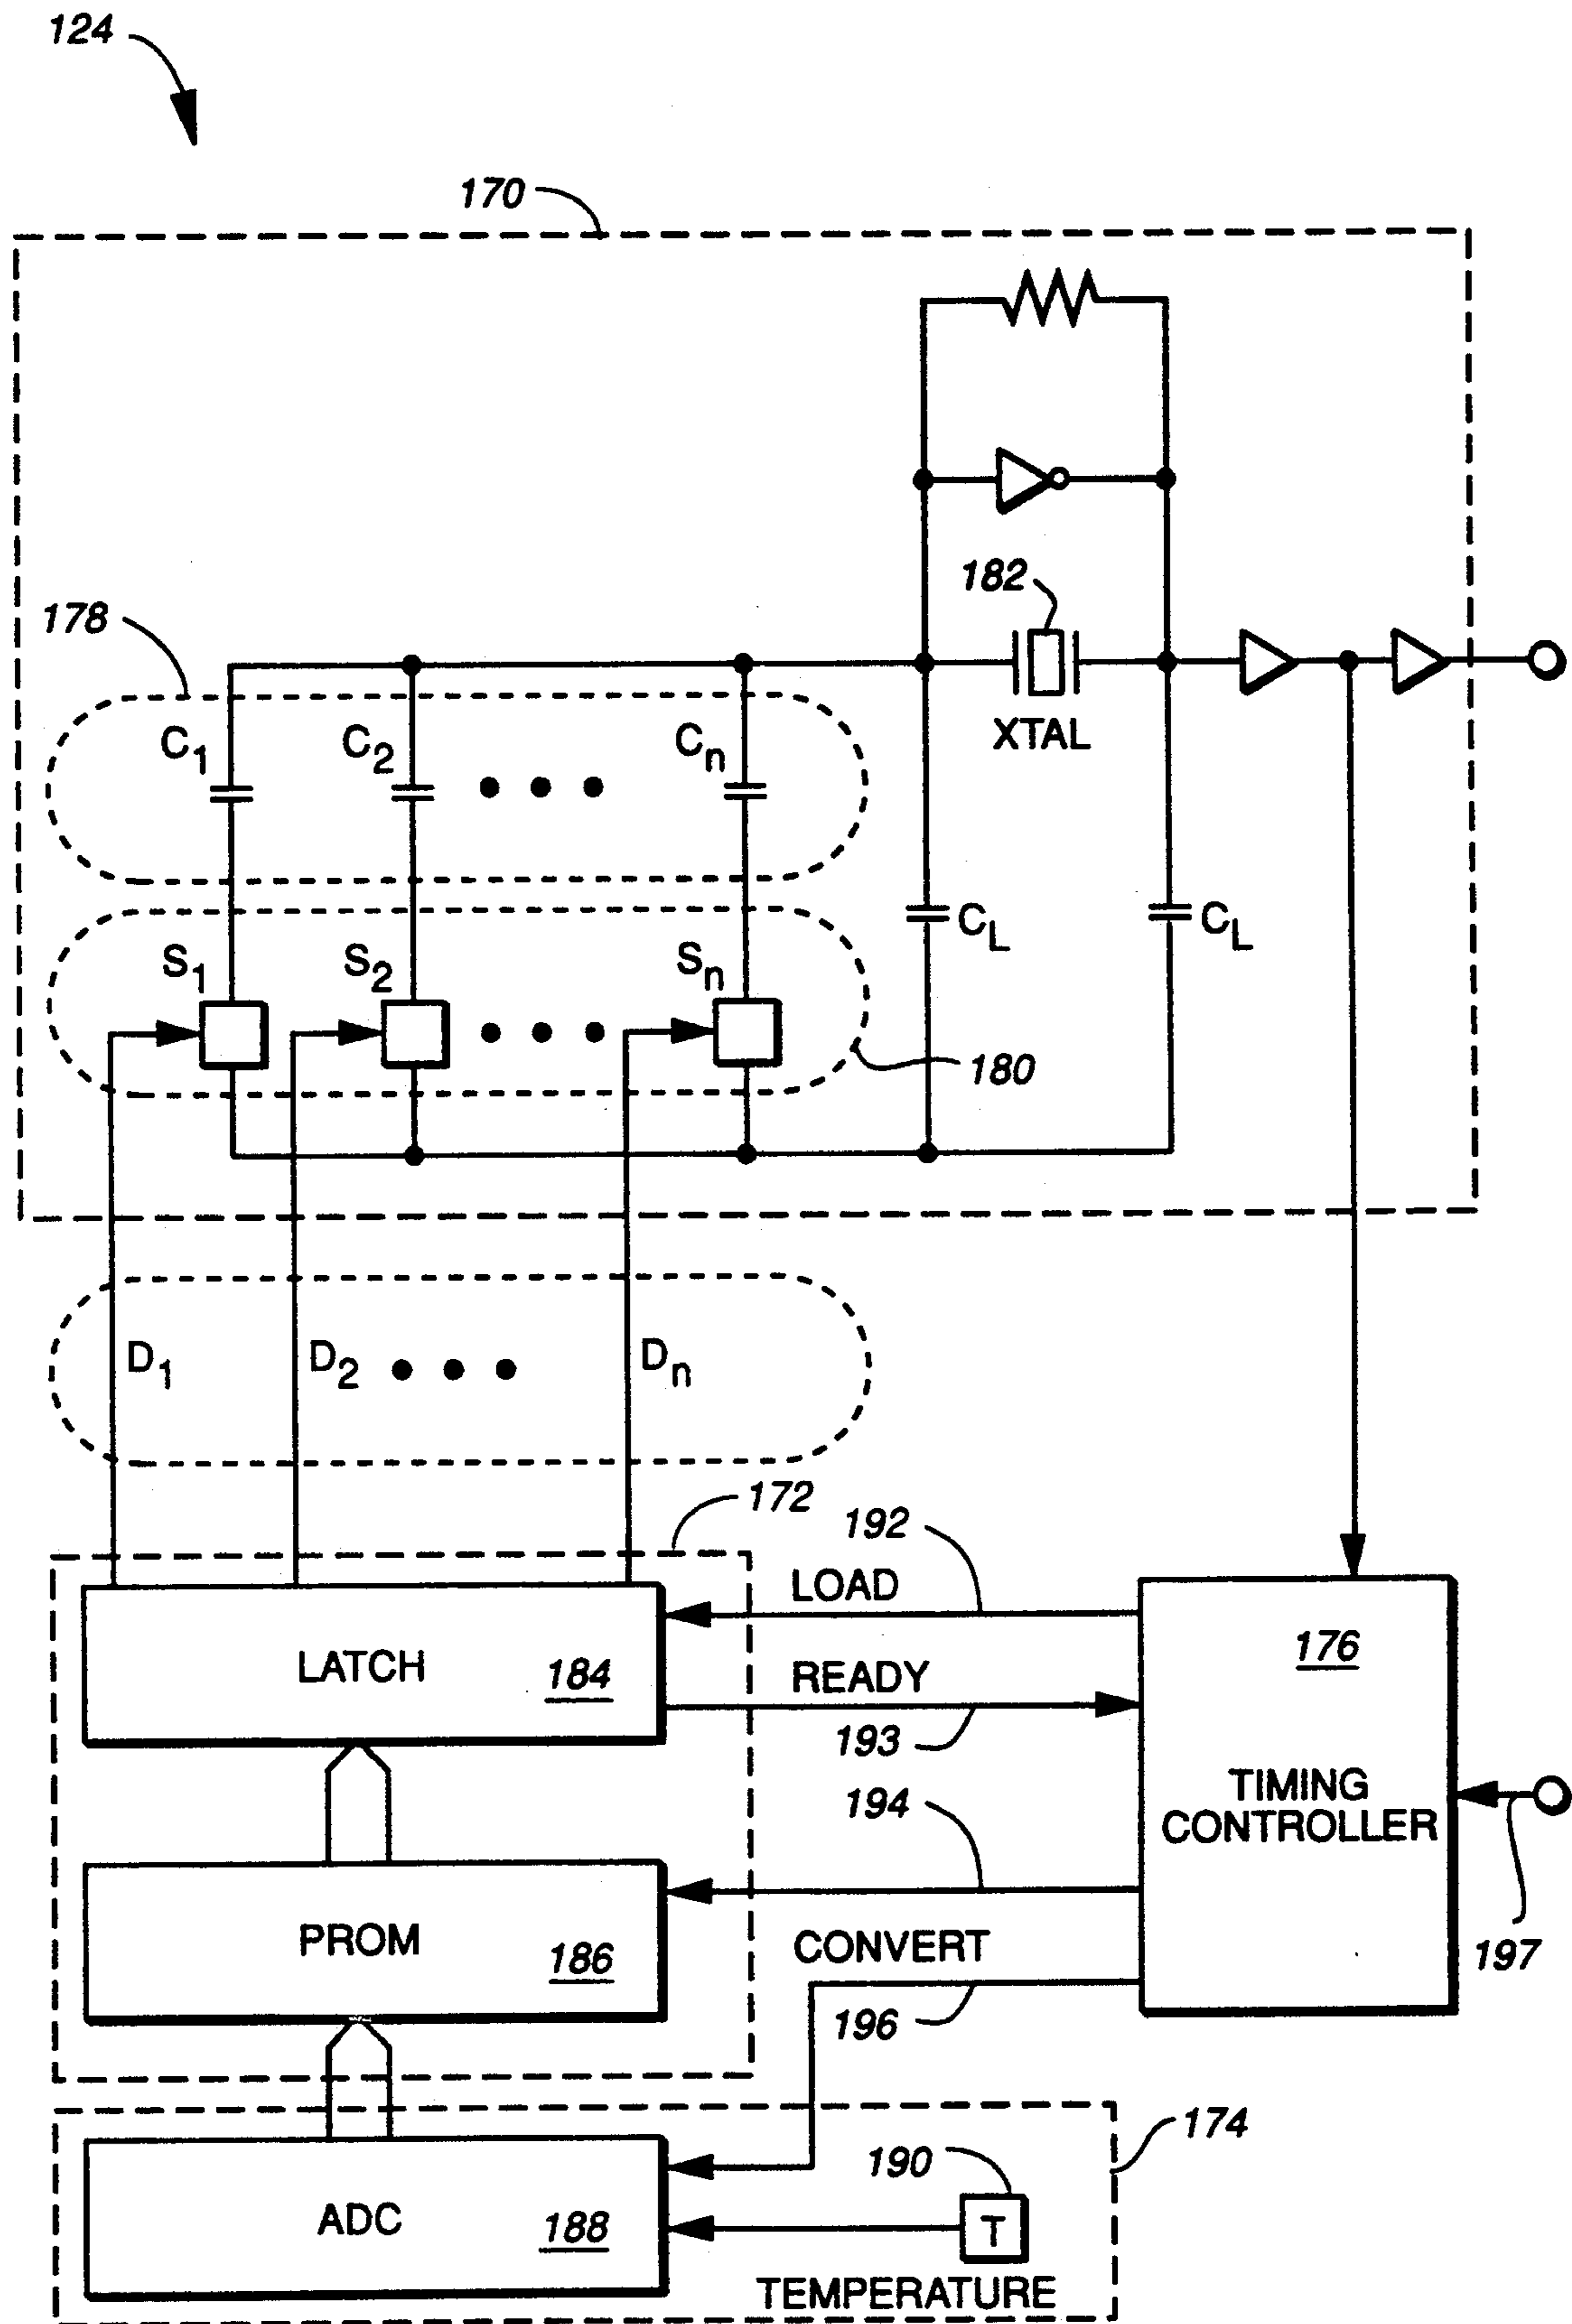 124
170
182
178
XTAL
C1 C2 Cn
CL CL
S1 S2 Sn
180
D1 D2 Dn
172
192
LOAD
LATCH 184
176
READY
193
TIMING
CONTROLLER
194
PROM 186
CONVERT
197
196
174
190
ADC 188
T
TEMPERATURE